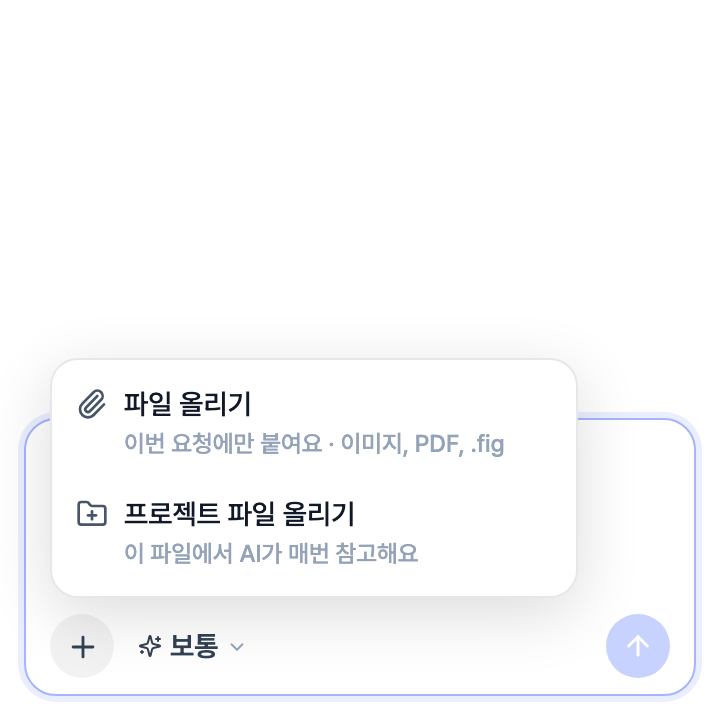 파일 올리기
이번 요청에만 붙여요 · 이미지, PDF, .fig
프로젝트 파일 올리기
이 파일에서 AI가 매번 참고해요
보통